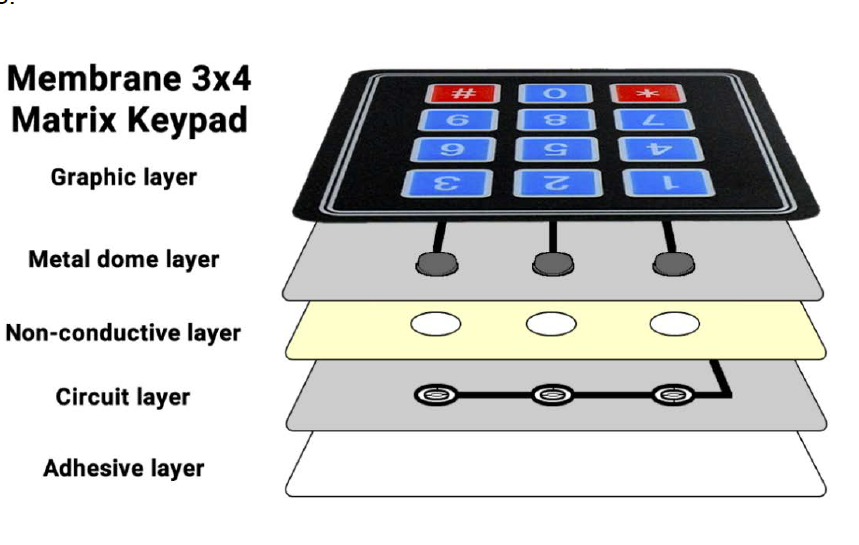 Membrane 3x4
Matrix Keypad
# 0 *
9 8 7
Graphic layer
6 5 4
3 2 1
Metal dome layer
Non-conductive layer
Circuit layer
Adhesive layer